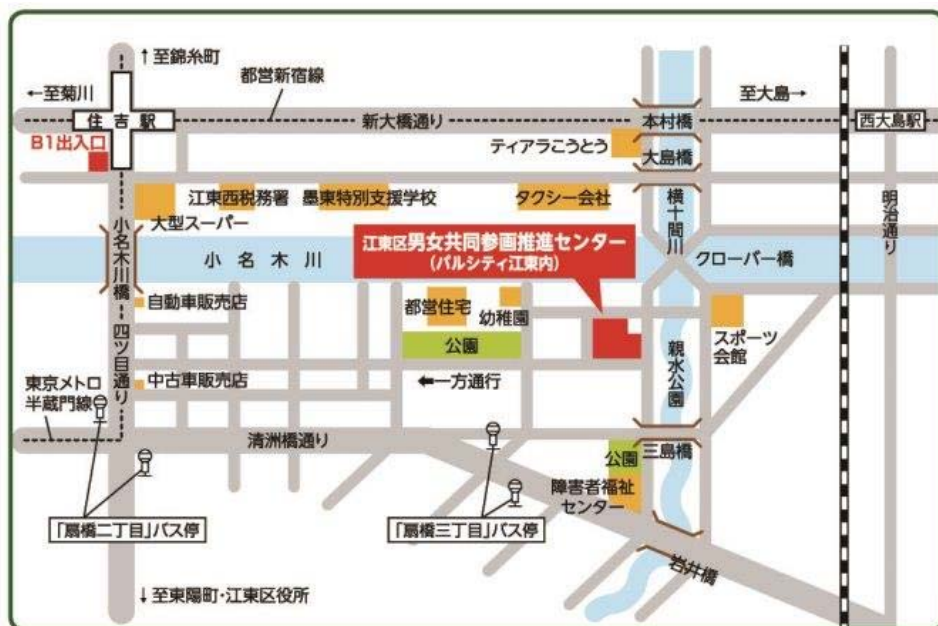 ↑至錦糸町
都営新宿線
←至菊川
至大島→
住吉駅
新大橋通り
本村橋
西大島駅
B1出入口
ティアラこうとう
大島橋
江東西税務署
墨東特別支援学校
タクシー会社
大型スーパー
横十間川
明治通り
小名木川橋
小名木川
江東区男女共同参画推進センター
(パルシティ江東内)
クローバー橋
自動車販売店
都営住宅
幼稚園
スポーツ
会館
四ツ目通り
公園
親水公園
東京メトロ
半蔵門線
中古車販売店
←一方通行
清洲橋通り
公園
三島橋
障害者福祉
センター
「扇橋二丁目」バス停
「扇橋三丁目」バス停
岩井橋
↓至東陽町・江東区役所